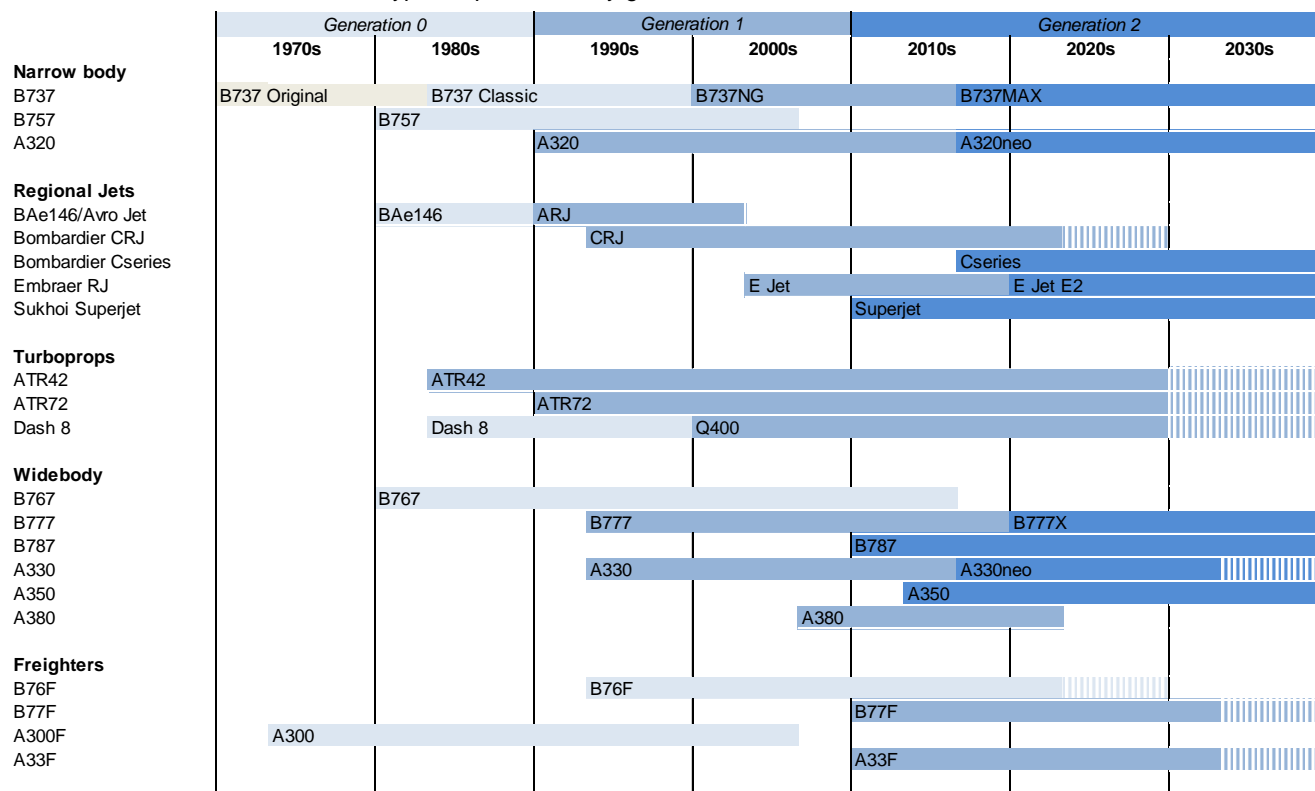 Generation 0 Generation 1 Generation 2
1970s 1980s 1990s 2000s 2010s 2020s 2030s
Narrow body
B737 B737 Original B737 Classic B737NG B737MAX
B757 B757
A320 A320 A320neo
Regional Jets
BAe146/Avro Jet BAe146 ARJ
Bombardier CRJ CRJ
Bombardier Cseries Cseries
Embraer RJ E Jet E Jet E2
Sukhoi Superjet Superjet
Turboprops
ATR42 ATR42
ATR72 ATR72
Dash 8 Dash 8 Q400
Widebody
B767 B767
B777 B777 B777X
B787 B787
A330 A330 A330neo
A350 A350
A380 A380
Freighters
B76F B76F
B77F B77F
A300F A300
A33F A33F